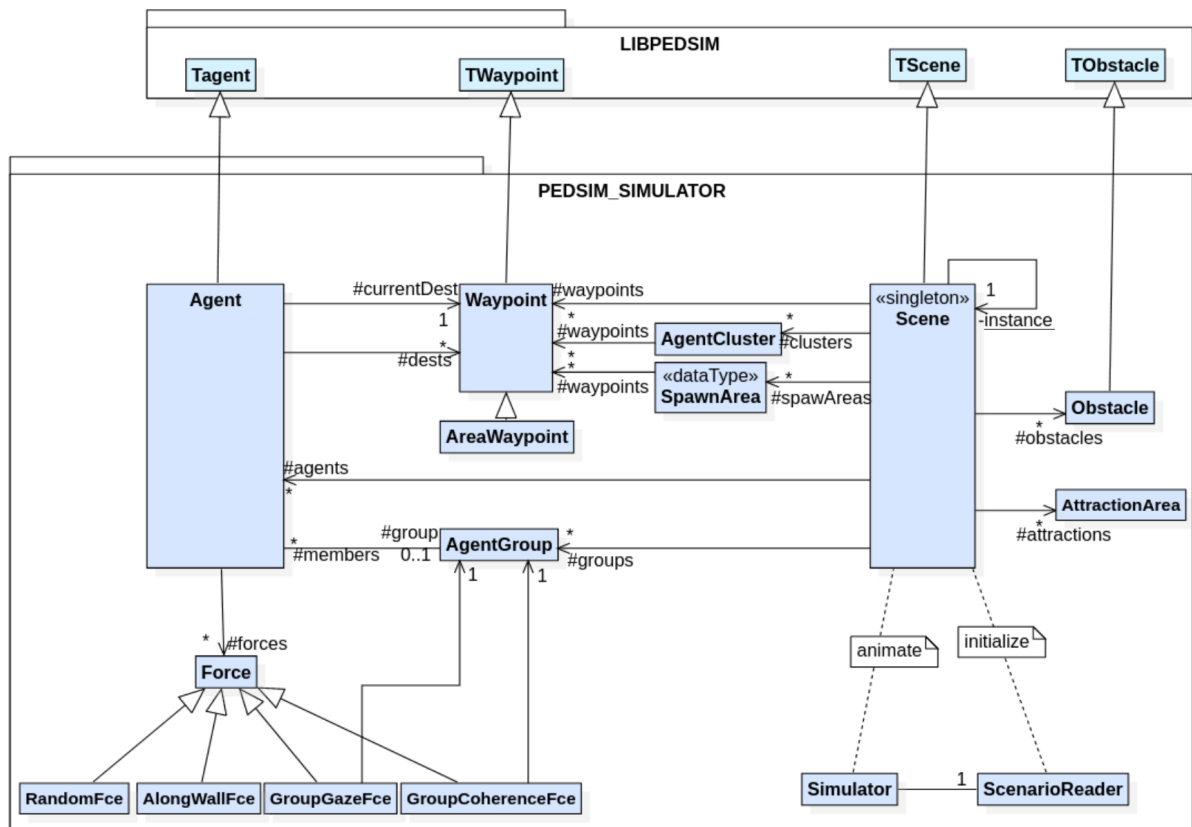 LIBPEDSIM
Tagent
TWaypoint
TScene
TObstacle
PEDSIM_SIMULATOR
Agent
#currentDest
1
Waypoint
#waypoints
*
«singleton»
Scene
1
-instance
#dests
*
#waypoints
*
AgentCluster
*
#clusters
*
#waypoints
«dataType»
SpawnArea
*
#spawAreas
Obstacle
*
#obstacles
AreaWaypoint
#agents
*
AttractionArea
*
#attractions
*
#members
#group
0..1
AgentGroup
*
#groups
1
1
*
#forces
Force
animate
initialize
RandomFce
AlongWallFce
GroupGazeFce
GroupCoherenceFce
Simulator
1
ScenarioReader